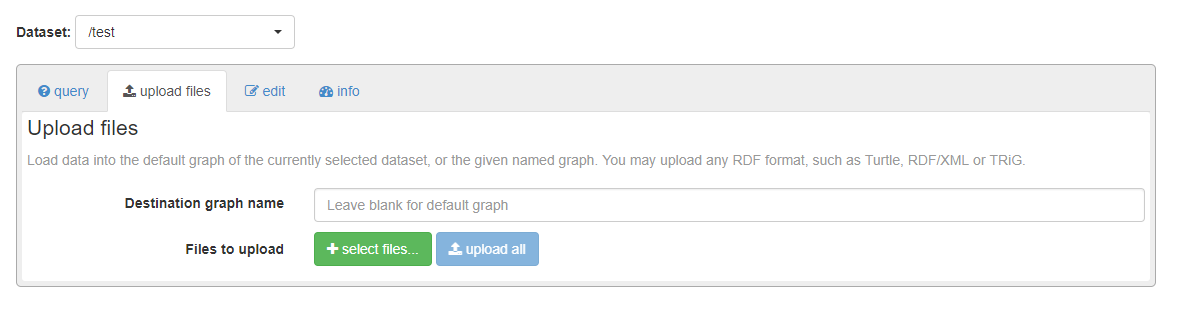 Dataset: /test
query upload files edit info
Upload files
Load data into the default graph of the currently selected dataset, or the given named graph. You may upload any RDF format, such as Turtle, RDF/XML or TRiG.
Destination graph name Leave blank for default graph
Files to upload select files... upload all